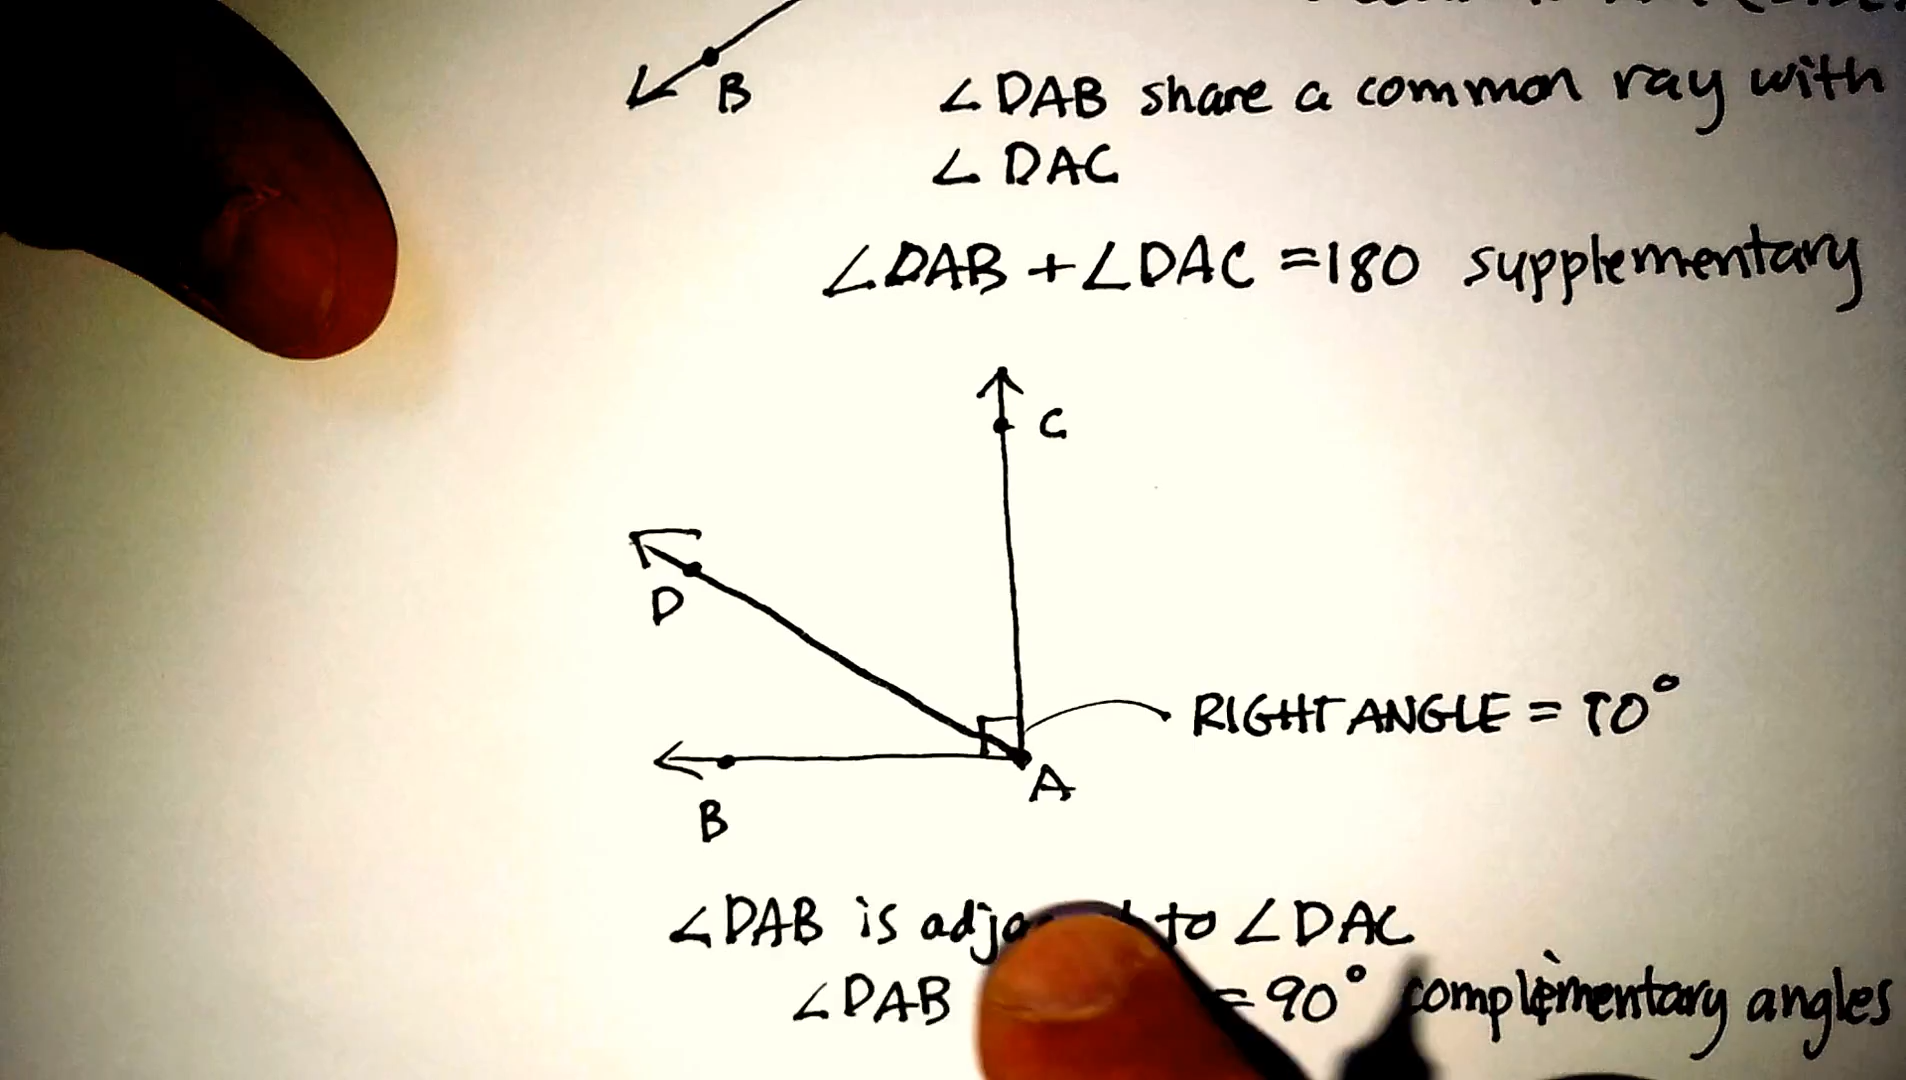 B
∠DAB share a common ray with
∠DAC
∠DAB + ∠DAC = 180 supplementary
C
D
RIGHT ANGLE = 90°
A
B
∠DAB is to ∠DAC
∠DAB = 90° complementary angles